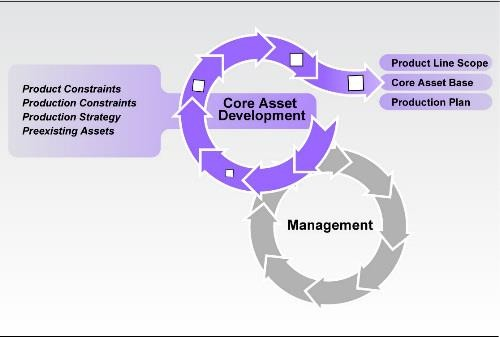 Product Constraints
Production Constraints
Production Strategy
Preexisting Assets
Core Asset
Development
Product Line Scope
Core Asset Base
Production Plan
Management